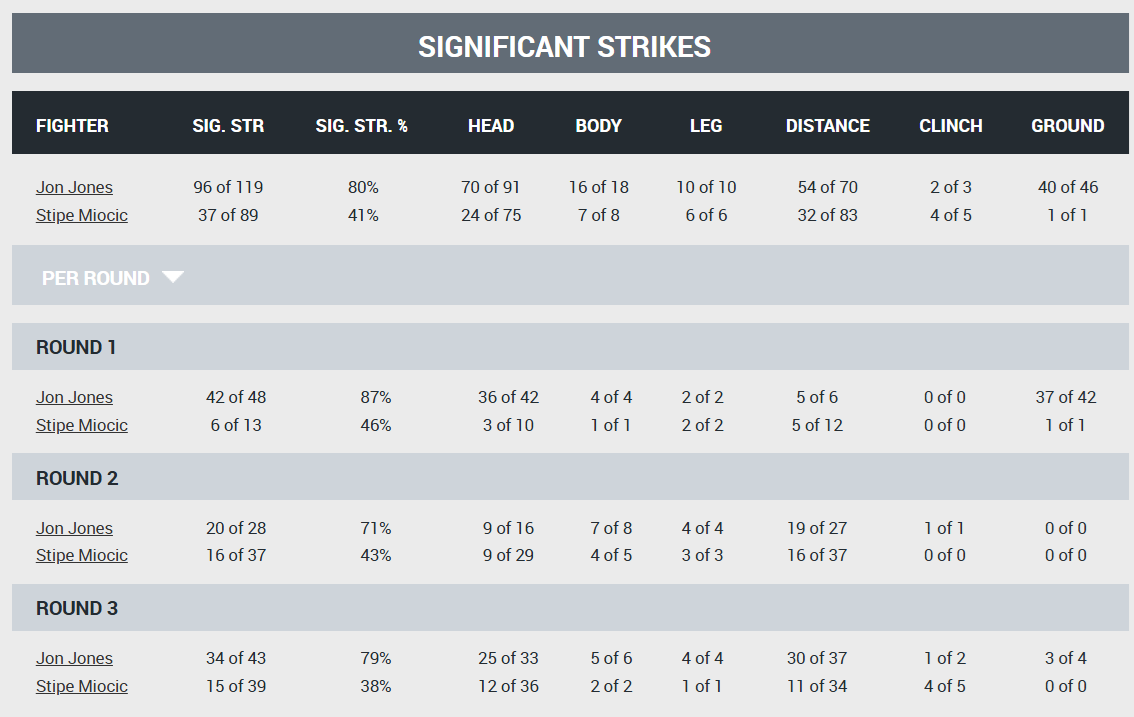 SIGNIFICANT STRIKES
FIGHTER SIG. STR SIG. STR. % HEAD BODY LEG DISTANCE CLINCH GROUND
Jon Jones 96 of 119 80% 70 of 91 16 of 18 10 of 10 54 of 70 2 of 3 40 of 46
Stipe Miocic 37 of 89 41% 24 of 75 7 of 8 6 of 6 32 of 83 4 of 5 1 of 1
PER ROUND
ROUND 1
Jon Jones 42 of 48 87% 36 of 42 4 of 4 2 of 2 5 of 6 0 of 0 37 of 42
Stipe Miocic 6 of 13 46% 3 of 10 1 of 1 2 of 2 5 of 12 0 of 0 1 of 1
ROUND 2
Jon Jones 20 of 28 71% 9 of 16 7 of 8 4 of 4 19 of 27 1 of 1 0 of 0
Stipe Miocic 16 of 37 43% 9 of 29 4 of 5 3 of 3 16 of 37 0 of 0 0 of 0
ROUND 3
Jon Jones 34 of 43 79% 25 of 33 5 of 6 4 of 4 30 of 37 1 of 2 3 of 4
Stipe Miocic 15 of 39 38% 12 of 36 2 of 2 1 of 1 11 of 34 4 of 5 0 of 0